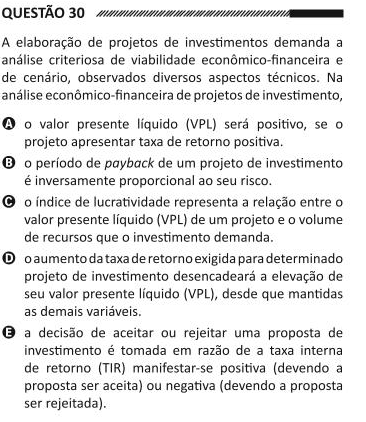 QUESTÃO 30
A elaboração de projetos de investimentos demanda a
análise criteriosa de viabilidade econômico-financeira e
de cenário, observados diversos aspectos técnicos. Na
análise econômico-financeira de projetos de investimento,
A o valor presente líquido (VPL) será positivo, se o
projeto apresentar taxa de retorno positiva.
B o período de payback de um projeto de investimento
é inversamente proporcional ao seu risco.
C o índice de lucratividade representa a relação entre o
valor presente líquido (VPL) de um projeto e o volume
de recursos que o investimento demanda.
D o aumento da taxa de retorno exigida para determinado
projeto de investimento desencadeará a elevação de
seu valor presente líquido (VPL), desde que mantidas
as demais variáveis.
E a decisão de aceitar ou rejeitar uma proposta de
investimento é tomada em razão de a taxa interna
de retorno (TIR) manifestar-se positiva (devendo a
proposta ser aceita) ou negativa (devendo a proposta
ser rejeitada).